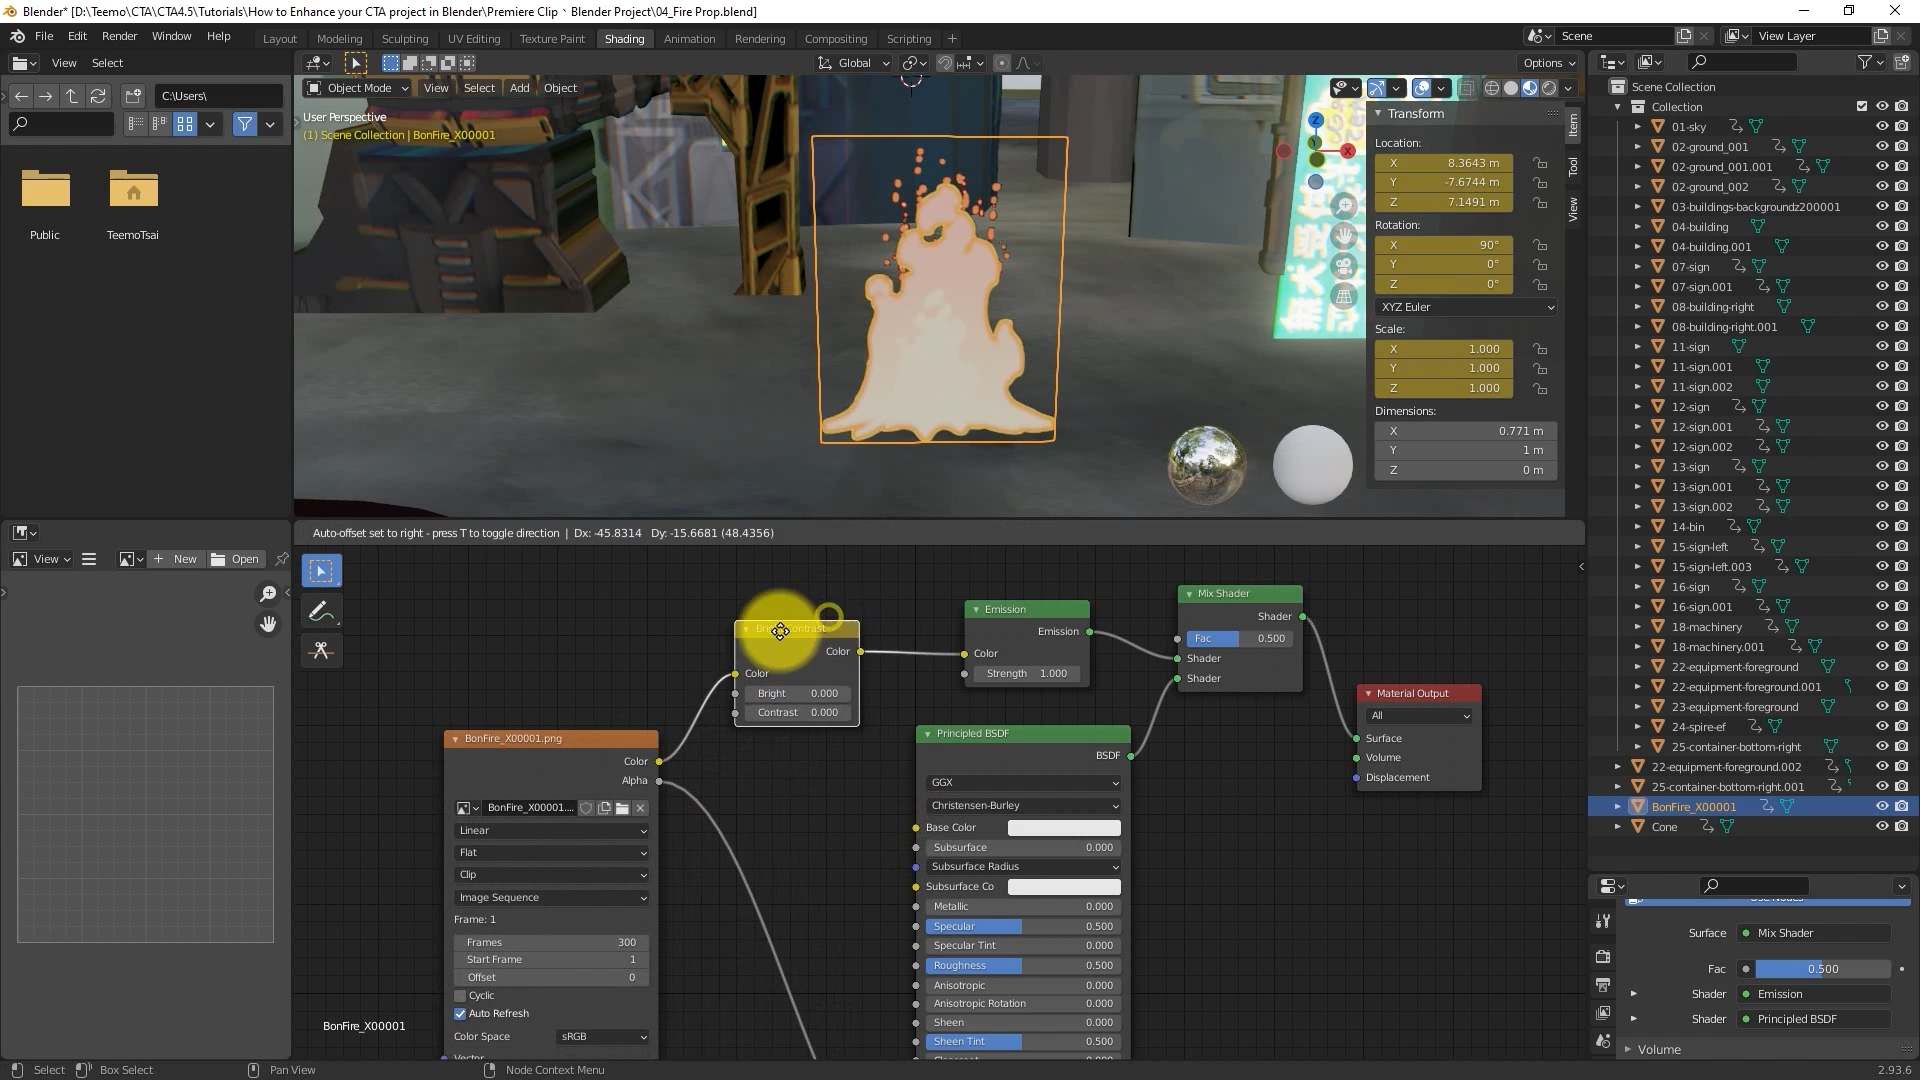 Blender* [D:\Teemo\CTA\CTA4.5\Tutorials\How to Enhance your CTA project in Blender\Premiere Clip、Blender Project\04_Fire Prop.blend]
File Edit Render Window Help
Layout Modeling Sculpting UV Editing Texture Paint Shading Animation Rendering Compositing Scripting +
Scene
View Layer
View Select
Global
Options
C:\Users\
Public
TeemoTsai
Object Mode View Select Add Object
User Perspective
(1) Scene Collection | BonFire_X00001
Z
X
Transform
Location:
X 8.3643 m
Y -7.6744 m
Z 7.1491 m
Rotation:
X 90°
Y 0°
Z 0°
XYZ Euler
Scale:
X 1.000
Y 1.000
Z 1.000
Dimensions:
X 0.771 m
Y 1 m
Z 0 m
Item
Tool
View
Scene Collection
Collection
01-sky
02-ground_001
02-ground_001.001
02-ground_002
03-buildings-backgroundz200001
04-building
04-building.001
07-sign
07-sign.001
08-building-right
08-building-right.001
11-sign
11-sign.001
11-sign.002
12-sign
12-sign.001
12-sign.002
13-sign
13-sign.001
13-sign.002
14-bin
15-sign-left
15-sign-left.003
16-sign
16-sign.001
18-machinery
18-machinery.001
22-equipment-foreground
22-equipment-foreground.001
23-equipment-foreground
24-spire-ef
25-container-bottom-right
22-equipment-foreground.002
25-container-bottom-right.001
BonFire_X00001
Cone
Auto-offset set to right - press T to toggle direction | Dx: -45.8314 Dy: -15.6681 (48.4356)
View
New
Open
Color
Color
Bright 0.000
Contrast 0.000
Emission
Emission
Color
Strength 1.000
Mix Shader
Shader
Fac 0.500
Shader
Shader
Material Output
All
Surface
Volume
Displacement
BonFire_X00001.png
Color
Alpha
BonFire_X00001....
Linear
Flat
Clip
Image Sequence
Frame: 1
Frames 300
Start Frame 1
Offset 0
Cyclic
Auto Refresh
Color Space sRGB
Vector
Principled BSDF
BSDF
GGX
Christensen-Burley
Base Color
Subsurface 0.000
Subsurface Radius
Subsurface Co
Metallic 0.000
Specular 0.500
Specular Tint 0.000
Roughness 0.500
Anisotropic 0.000
Anisotropic Rotation 0.000
Sheen 0.000
Sheen Tint 0.500
BonFire_X00001
Use Nodes
Surface Mix Shader
Fac 0.500
Shader Emission
Shader Principled BSDF
Volume
Select Box Select Pan View Node Context Menu 2.93.6